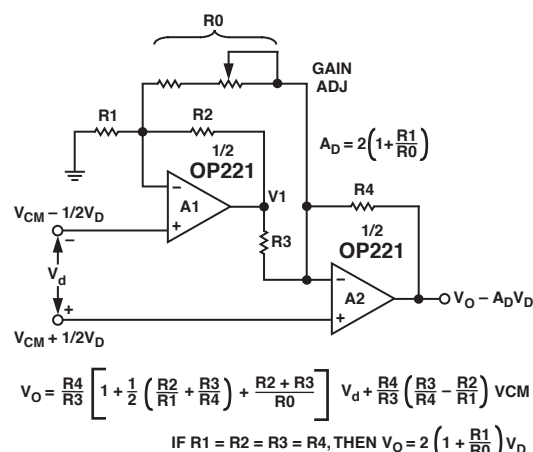 R0
GAIN
ADJ
R1
R2
1/2
OP221
A_D = 2(1+R1/R0)
R4
−
A1
+
V1
R3
1/2
OP221
V_CM − 1/2V_D
−
V_d
+
−
A2
+
V_O − A_DV_D
V_CM + 1/2V_D
V_O = R4/R3 [1 + 1/2 (R2/R1 + R3/R4) + R2 + R3/R0] V_d + R4/R3 (R3/R4 − R2/R1) VCM
IF R1 = R2 = R3 = R4, THEN V_O = 2 (1 + R1/R0) V_D